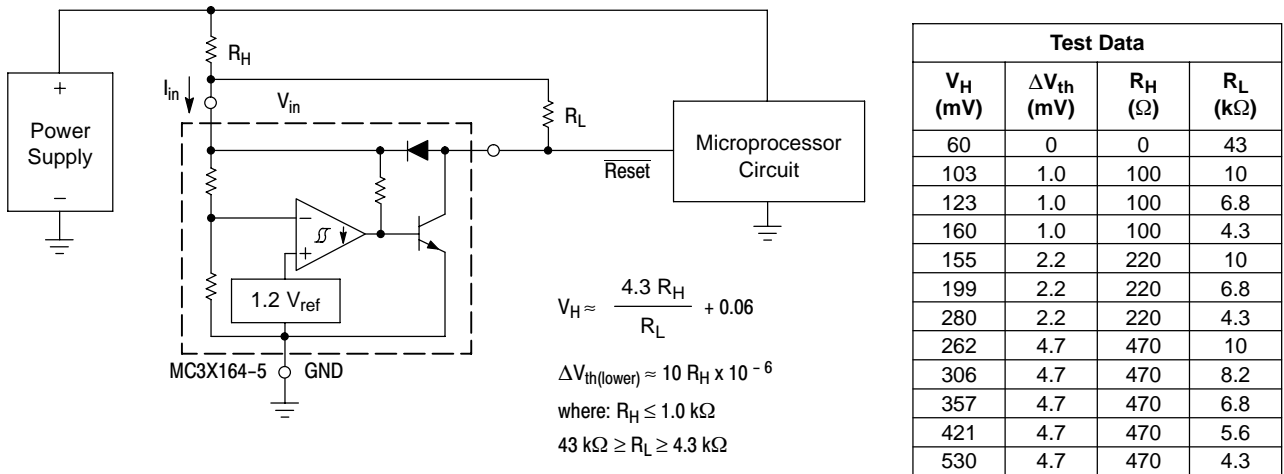 R_H
I_in
V_in
R_L
+
Power
Supply
−
Reset
Microprocessor
Circuit
−
+
1.2 V_ref
MC3X164−5 GND
V_H ≈ 4.3 R_H / R_L + 0.06
ΔV_th(lower) ≈ 10 R_H x 10^−6
where: R_H ≤ 1.0 kΩ
43 kΩ ≥ R_L ≥ 4.3 kΩ
Test Data
V_H (mV) ΔV_th (mV) R_H (Ω) R_L (kΩ)
60 0 0 43
103 1.0 100 10
123 1.0 100 6.8
160 1.0 100 4.3
155 2.2 220 10
199 2.2 220 6.8
280 2.2 220 4.3
262 4.7 470 10
306 4.7 470 8.2
357 4.7 470 6.8
421 4.7 470 5.6
530 4.7 470 4.3